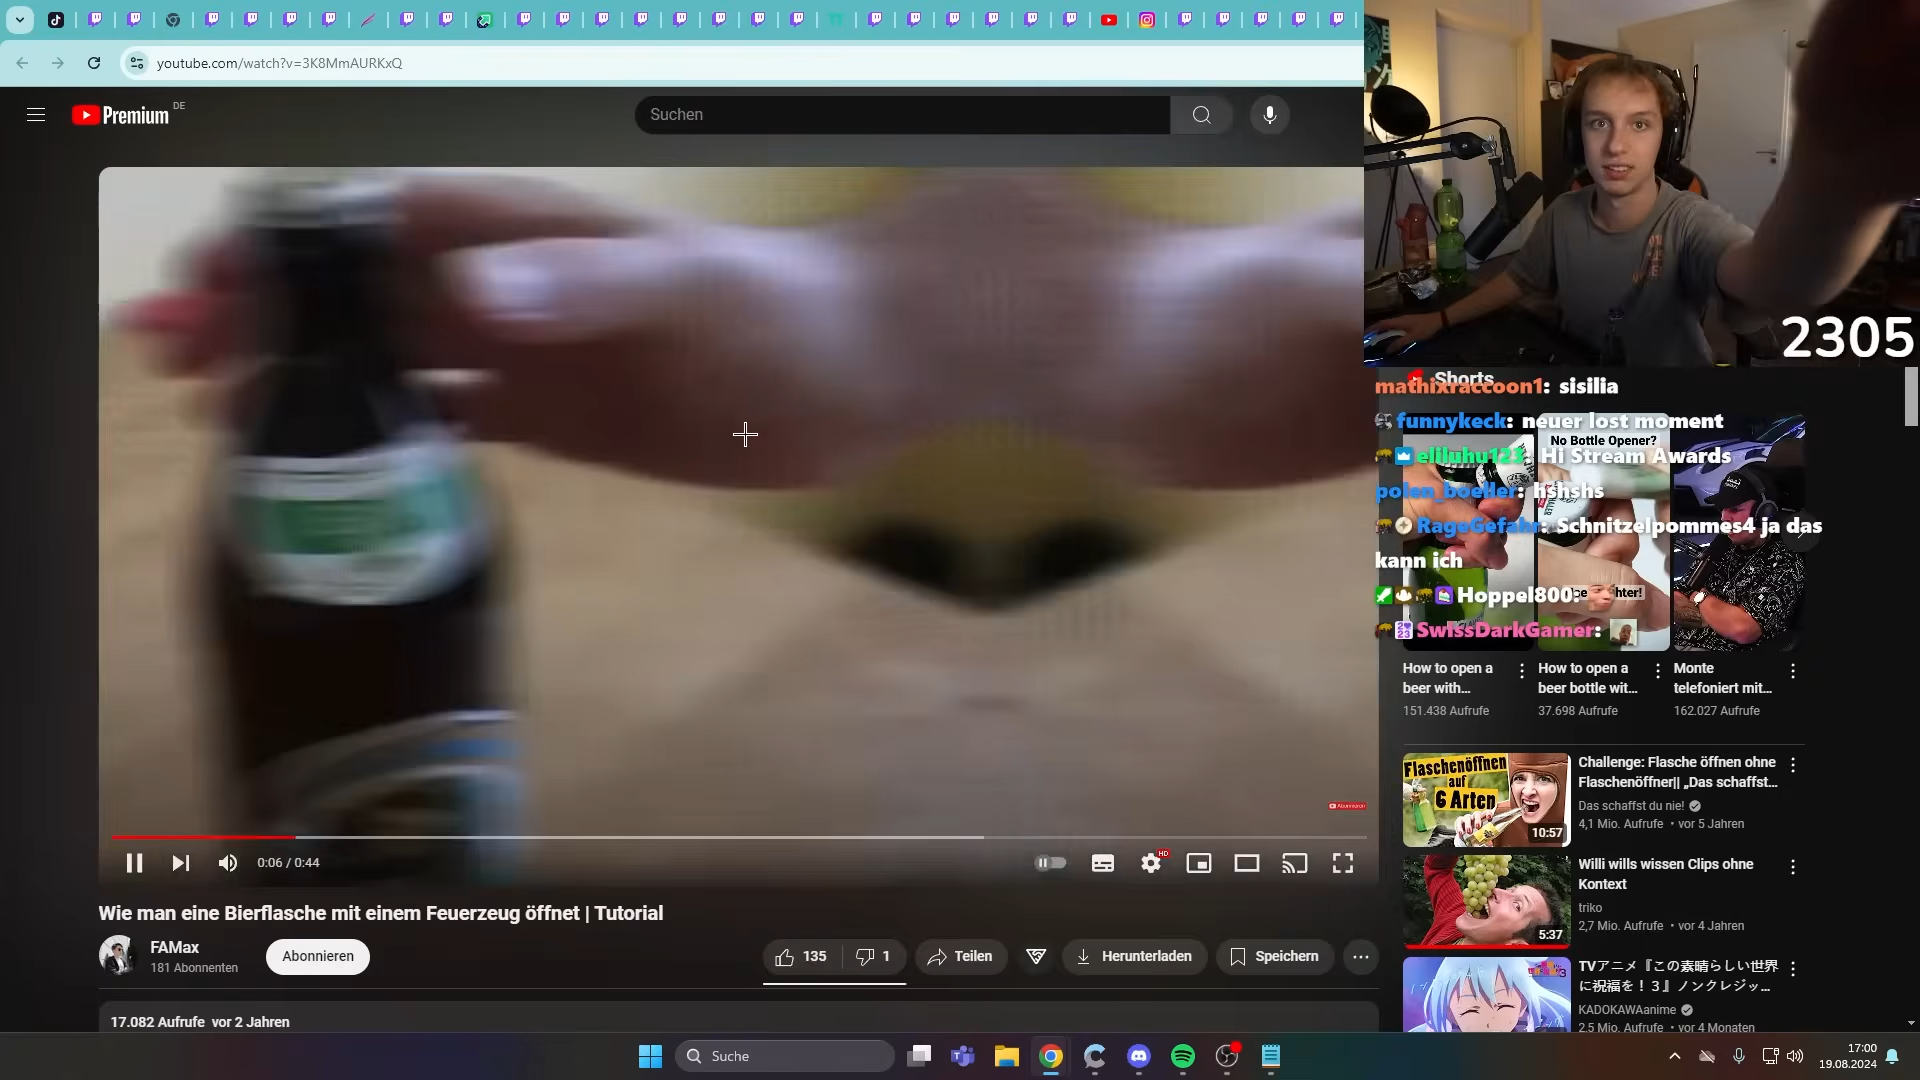 youtube.com/watch?v=3K8MmAURKxQ
Premium DE
Suchen
2305
Shorts
mathixraccoon1: sisilia
funnykeck: neuer lost moment
No Bottle Opener?
eliluhu123: Hi Stream Awards
polen_boeller: hshshs
RageGefahr: Schnitzelpommes4 ja das
kann ich
Hoppel800:
SwissDarkGamer:
How to open a
beer with...
151.438 Aufrufe
How to open a
beer bottle wit...
37.698 Aufrufe
Monte
telefoniert mit...
162.027 Aufrufe
Flaschenöffnen
auf
6 Arten
10:57
Challenge: Flasche öffnen ohne
Flaschenöffner|| „Das schaffst...
Das schaffst du nie!
4,1 Mio. Aufrufe • vor 5 Jahren
5:37
Willi wills wissen Clips ohne
Kontext
triko
2,7 Mio. Aufrufe • vor 4 Jahren
TVアニメ『この素晴らしい世界
に祝福を！３』ノンクレジッ...
KADOKAWAanime
2,5 Mio. Aufrufe • vor 4 Monaten
Abonnieren
0:06 / 0:44
HD
Wie man eine Bierflasche mit einem Feuerzeug öffnet | Tutorial
FAMax
181 Abonnenten
Abonnieren
135
1
Teilen
Herunterladen
Speichern
17.082 Aufrufe vor 2 Jahren
Suche
17:00
19.08.2024